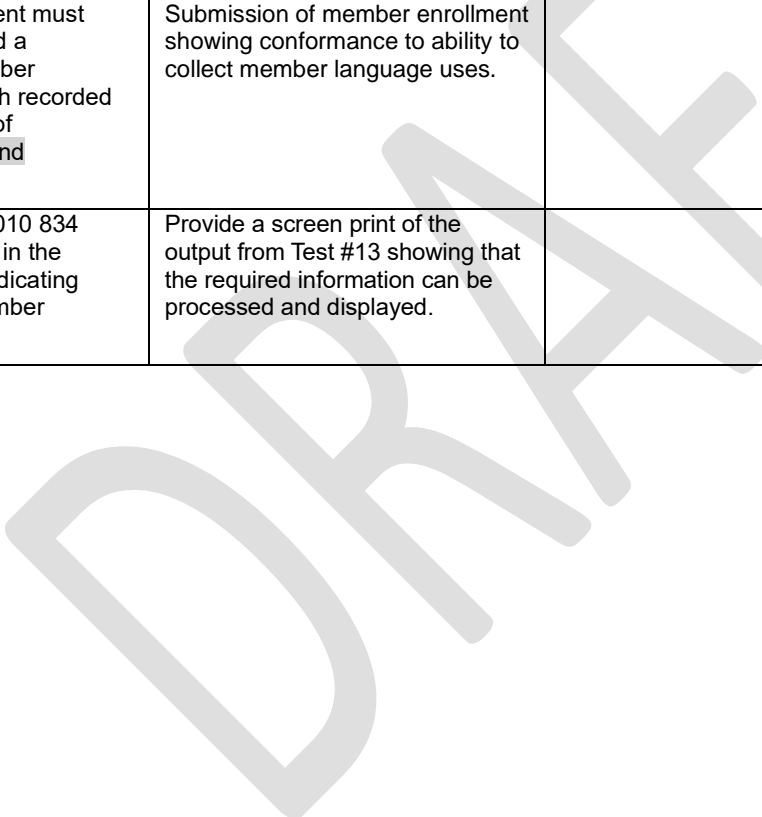 ent must
d a
ber
h recorded
of
nd
Submission of member enrollment
showing conformance to ability to
collect member language uses.
010 834
in the
dicating
mber
Provide a screen print of the
output from Test #13 showing that
the required information can be
processed and displayed.
DRAF